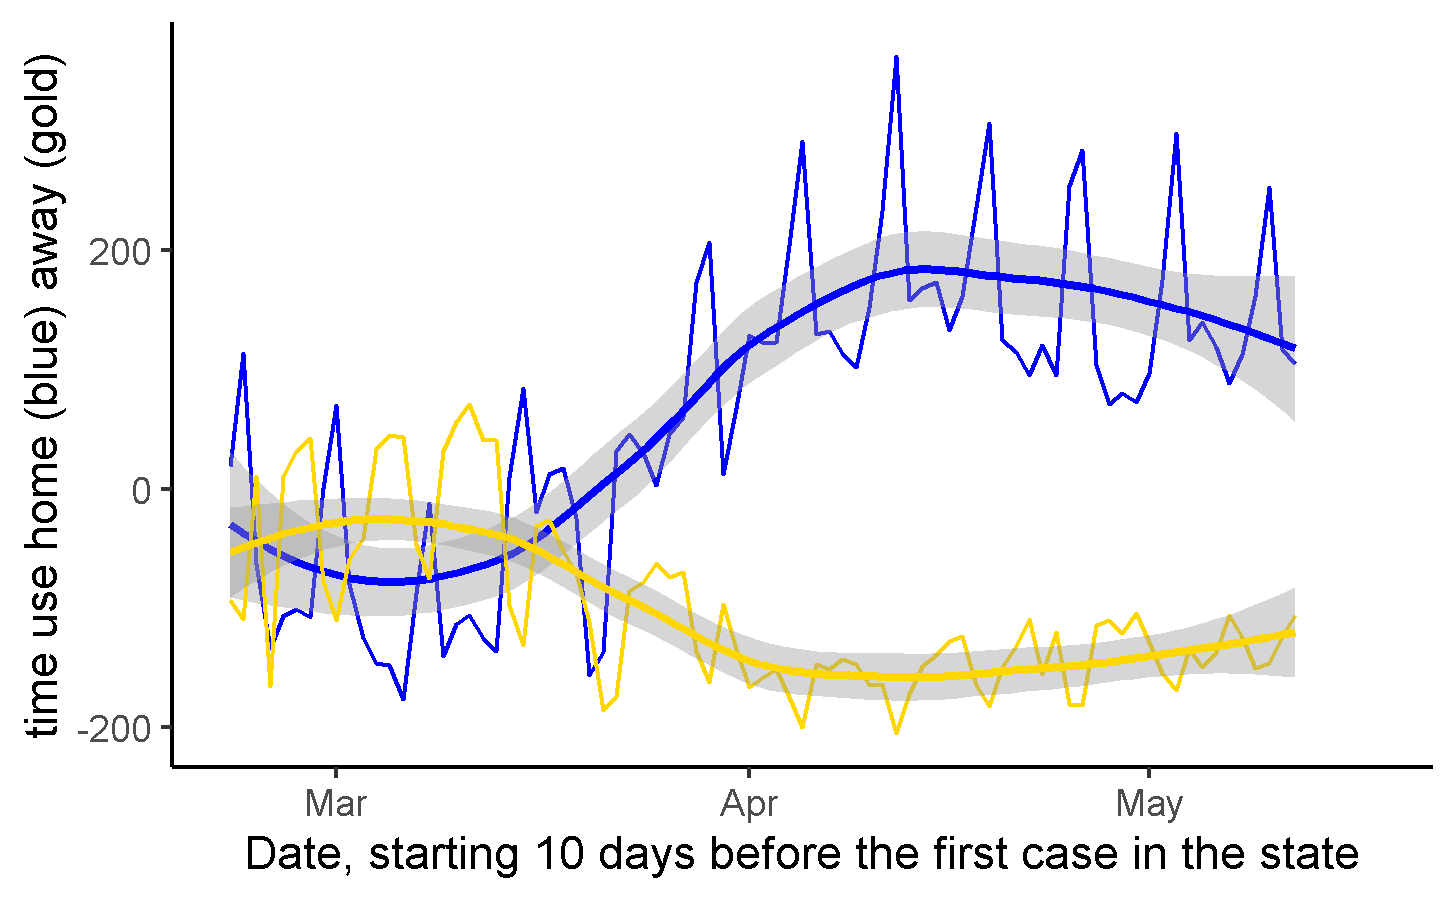 time use home (blue) away (gold)
200
0
-200
Mar
Apr
May
Date, starting 10 days before the first case in the state